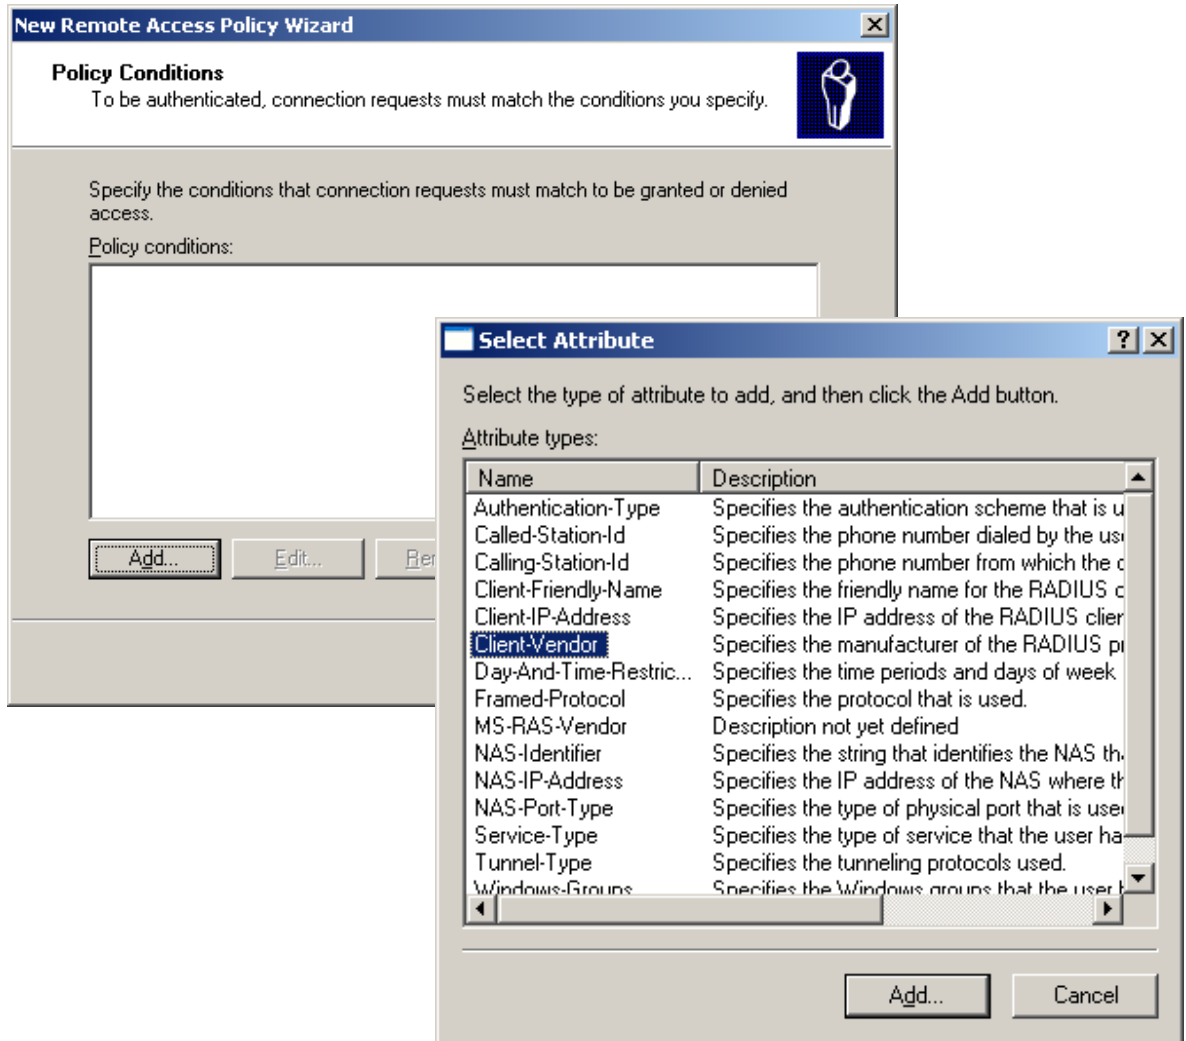 New Remote Access Policy Wizard
Policy Conditions
To be authenticated, connection requests must match the conditions you specify.
Specify the conditions that connection requests must match to be granted or denied
access.
Policy conditions:
Add...
Edit...
Select Attribute
Select the type of attribute to add, and then click the Add button.
Attribute types:
Name Description
Authentication-Type Specifies the authentication scheme that is
Called-Station-Id Specifies the phone number dialed by the
Calling-Station-Id Specifies the phone number from which the
Client-Friendly-Name Specifies the friendly name for the RADIUS
Client-IP-Address Specifies the IP address of the RADIUS
Client-Vendor Specifies the manufacturer of the RADIUS
Day-And-Time-Restric... Specifies the time periods and days of week
Framed-Protocol Specifies the protocol that is used.
MS-RAS-Vendor Description not yet defined
NAS-Identifier Specifies the string that identifies the NAS
NAS-IP-Address Specifies the IP address of the NAS where
NAS-Port-Type Specifies the type of physical port that is
Service-Type Specifies the type of service that the user
Tunnel-Type Specifies the tunneling protocols used.
Windows-Groups Specifies the Windows groups that the user
Add...
Cancel